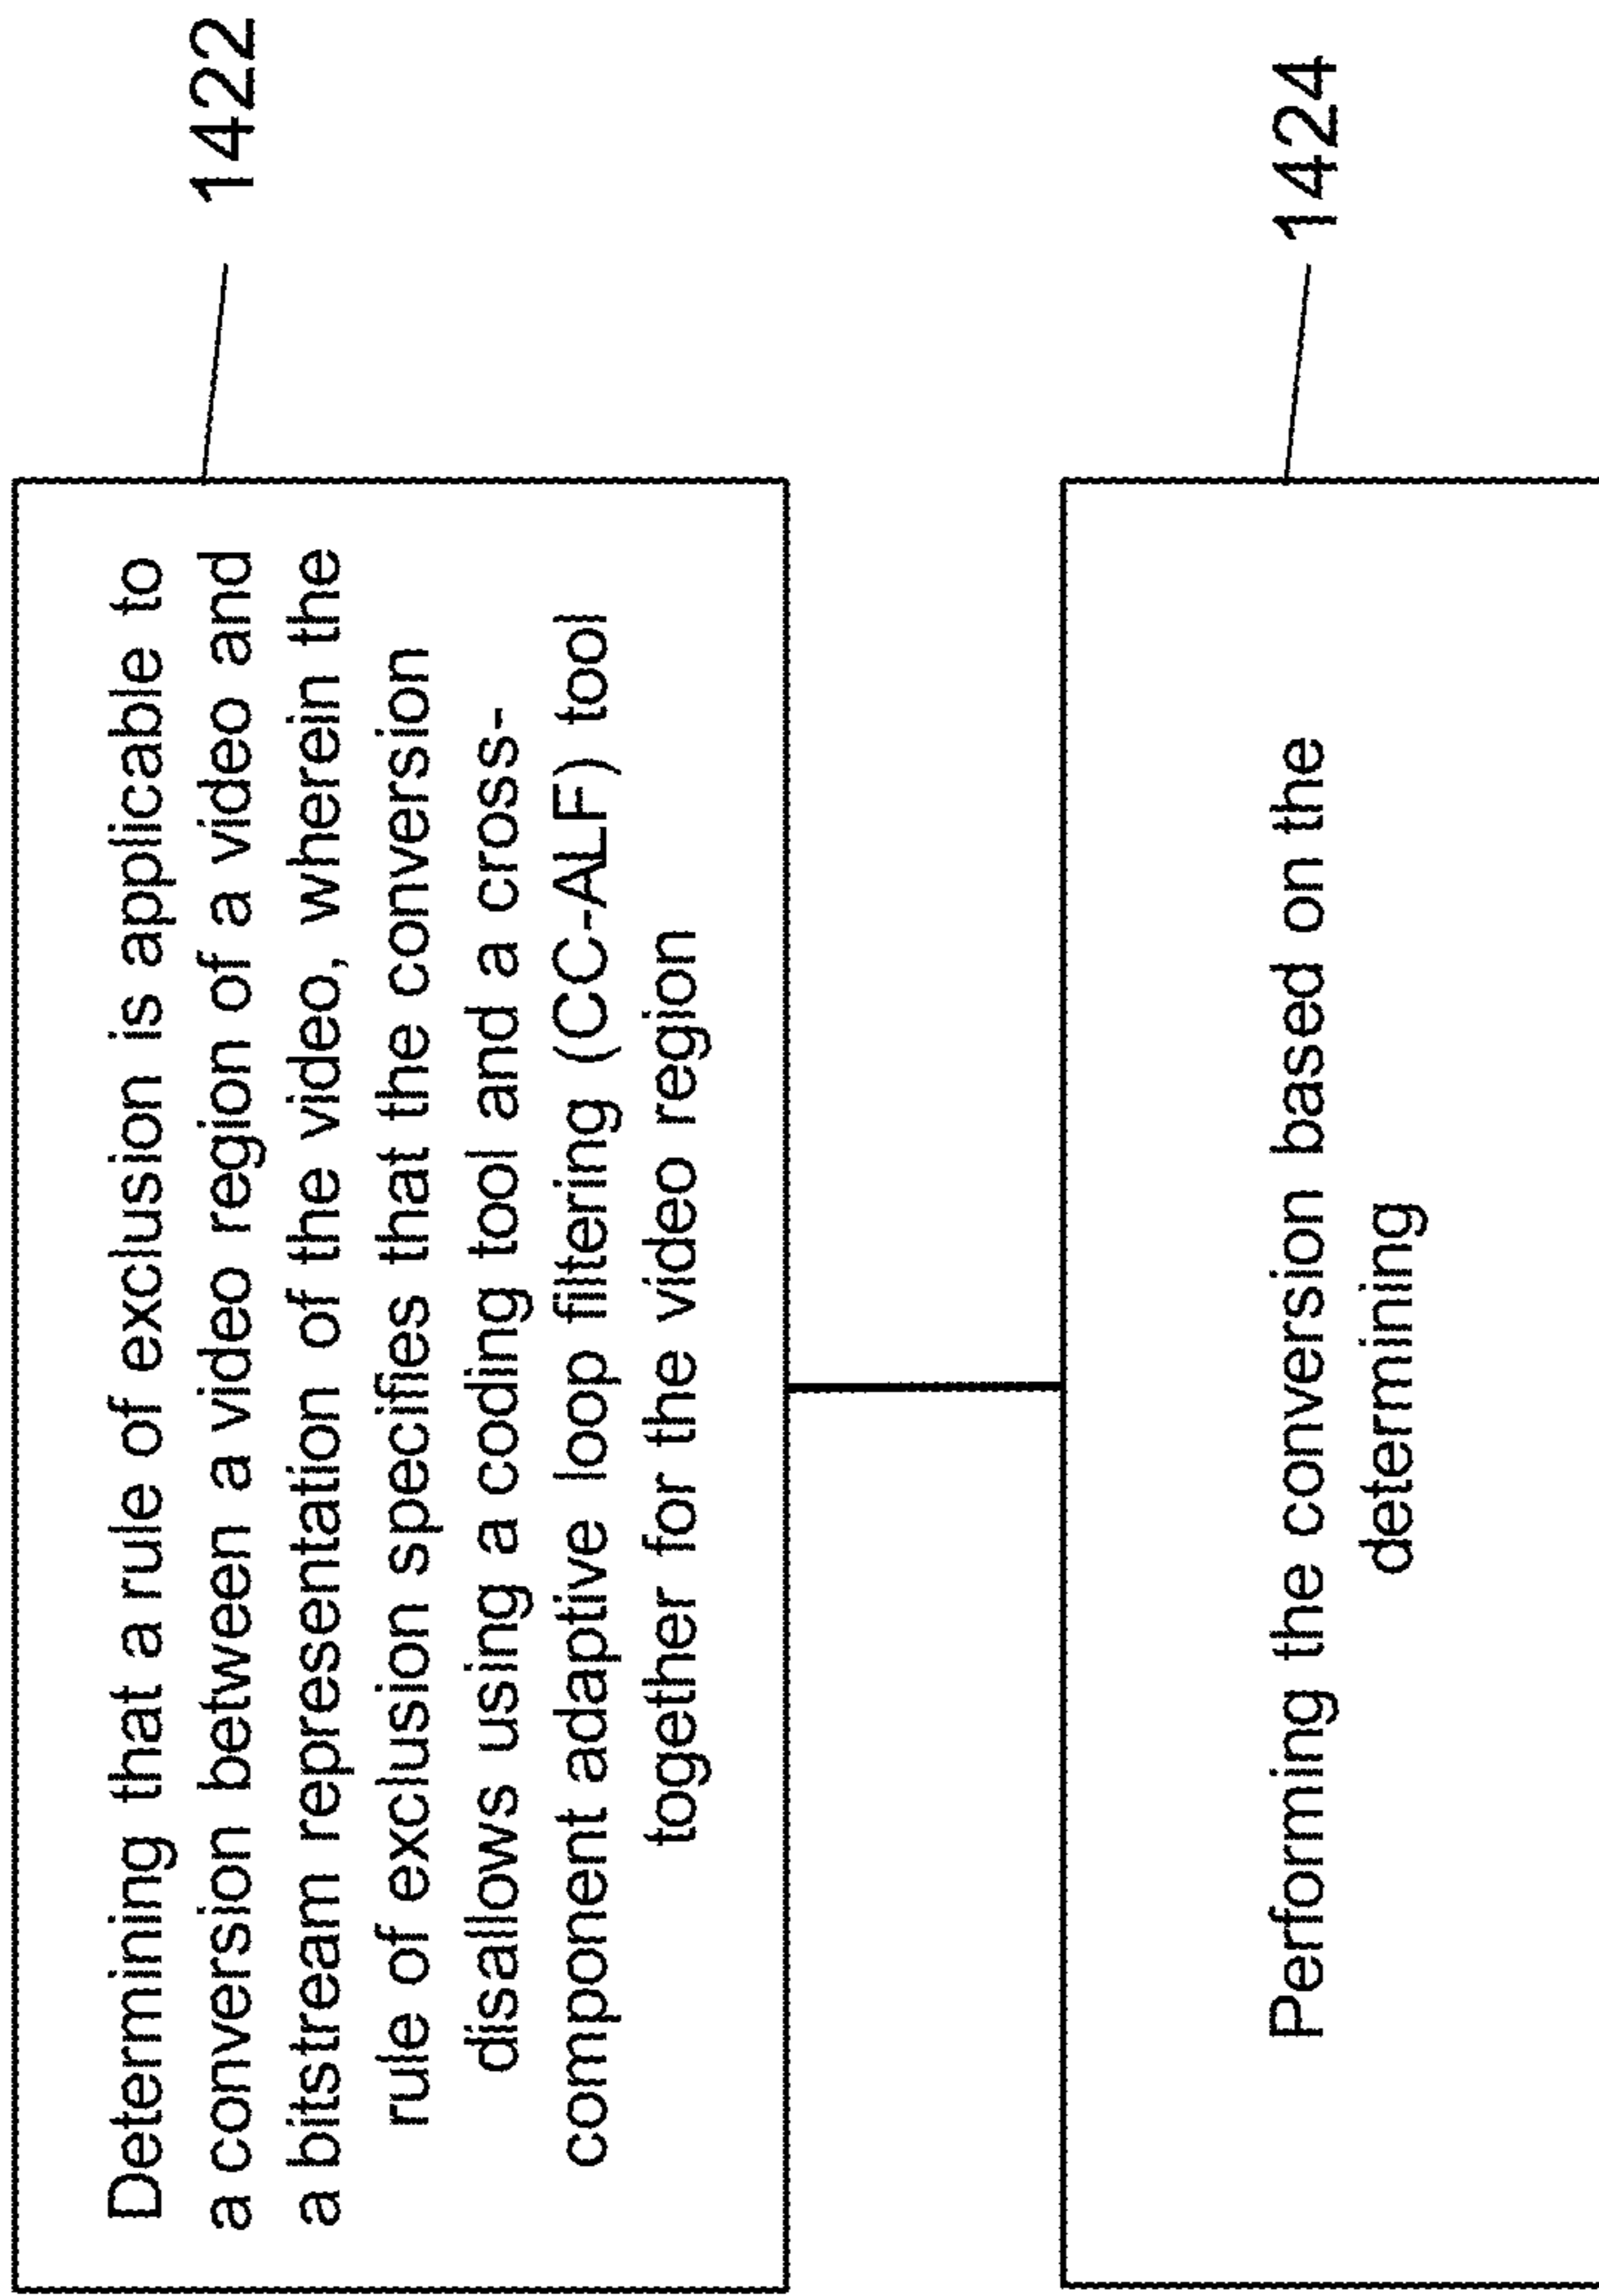 Determining that a rule of exclusion is applicable to
a conversion between a video region of a video and
a bitstream representation of the video, wherein the
rule of exclusion specifies that the conversion
disallows using a coding tool and a cross-
component adaptive loop filtering (CC-ALF) tool
together for the video region
1422
Performing the conversion based on the
determining
1424